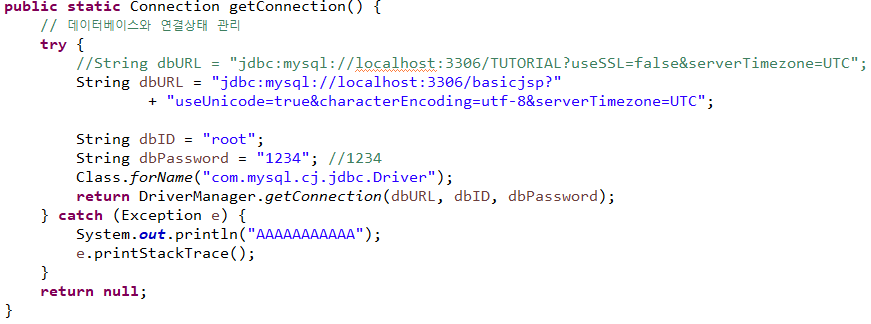 public static Connection getConnection() {
// 데이터베이스와 연결상태 관리
try {
//String dbURL = "jdbc:mysql://localhost:3306/TUTORIAL?useSSL=false&serverTimezone=UTC";
String dbURL = "jdbc:mysql://localhost:3306/basicjsp?"
+ "useUnicode=true&characterEncoding=utf-8&serverTimezone=UTC";
String dbID = "root";
String dbPassword = "1234"; //1234
Class.forName("com.mysql.cj.jdbc.Driver");
return DriverManager.getConnection(dbURL, dbID, dbPassword);
} catch (Exception e) {
System.out.println("AAAAAAAAAAA");
e.printStackTrace();
}
return null;
}